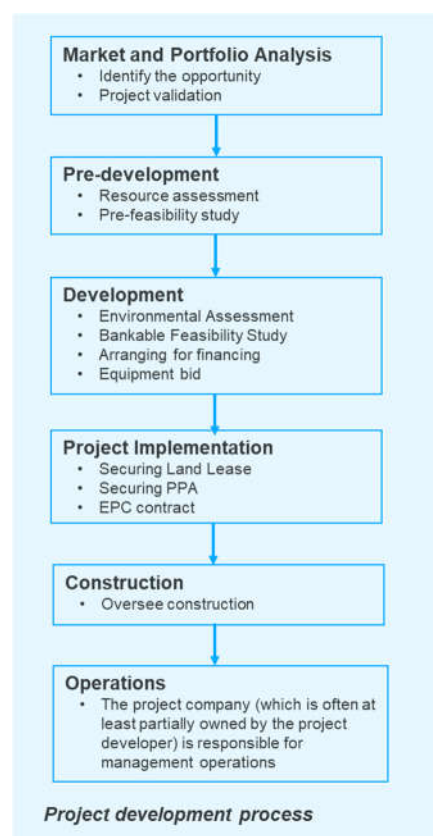 Market and Portfolio Analysis
• Identify the opportunity
• Project validation
Pre-development
• Resource assessment
• Pre-feasibility study
Development
• Environmental Assessment
• Bankable Feasibility Study
• Arranging for financing
• Equipment bid
Project Implementation
• Securing Land Lease
• Securing PPA
• EPC contract
Construction
• Oversee construction
Operations
• The project company (which is often at
least partially owned by the project
developer) is responsible for
management operations
Project development process